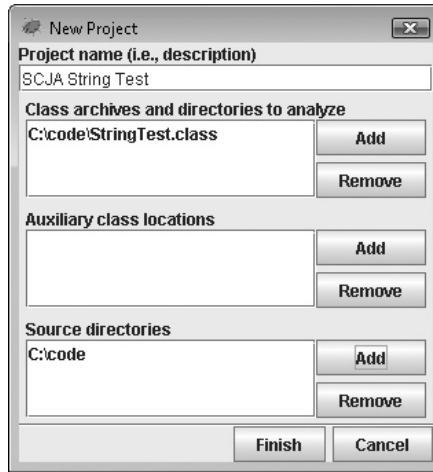 New Project
Project name (i.e., description)
SCJA String Test
Class archives and directories to analyze
C:\code\StringTest.class
Add
Remove
Auxiliary class locations
Add
Remove
Source directories
C:\code
Add
Remove
Finish
Cancel